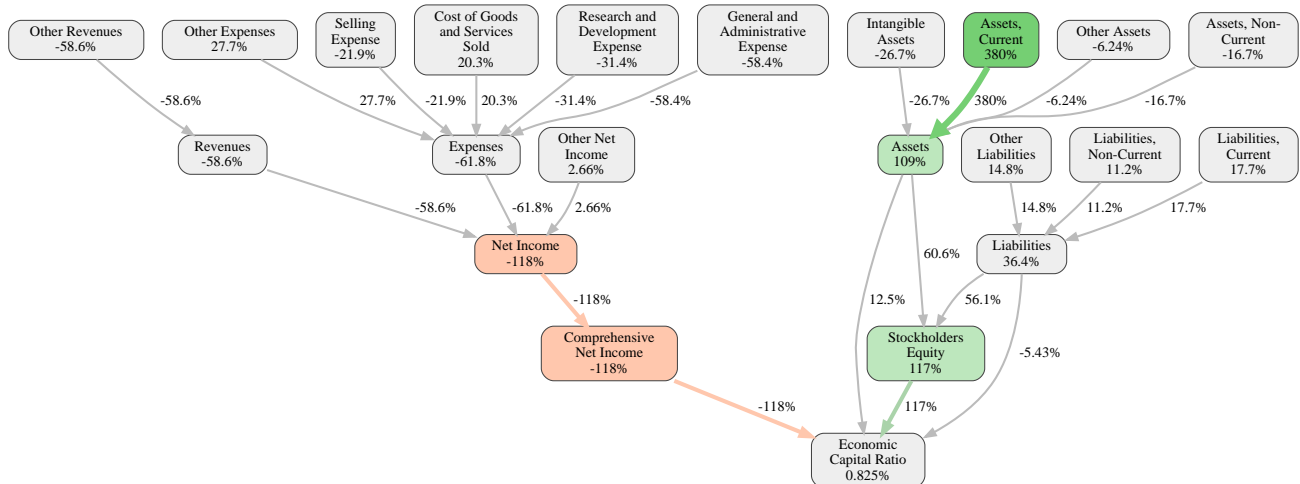 Other Revenues
-58.6%
Other Expenses
27.7%
Selling
Expense
-21.9%
Cost of Goods
and Services
Sold
20.3%
Research and
Development
Expense
-31.4%
General and
Administrative
Expense
-58.4%
Intangible
Assets
-26.7%
Assets,
Current
380%
Other Assets
-6.24%
Assets, Non-
Current
-16.7%
-58.6%
27.7%
-21.9%
20.3%
-31.4%
-58.4%
-26.7%
380%
-6.24%
-16.7%
Revenues
-58.6%
Expenses
-61.8%
Other Net
Income
2.66%
Assets
109%
Other
Liabilities
14.8%
Liabilities,
Non-Current
11.2%
Liabilities,
Current
17.7%
-58.6%
-61.8%
2.66%
14.8%
11.2%
17.7%
Net Income
-118%
60.6%
Liabilities
36.4%
-118%
12.5%
56.1%
Comprehensive
Net Income
-118%
Stockholders
Equity
117%
-5.43%
-118%
117%
Economic
Capital Ratio
0.825%